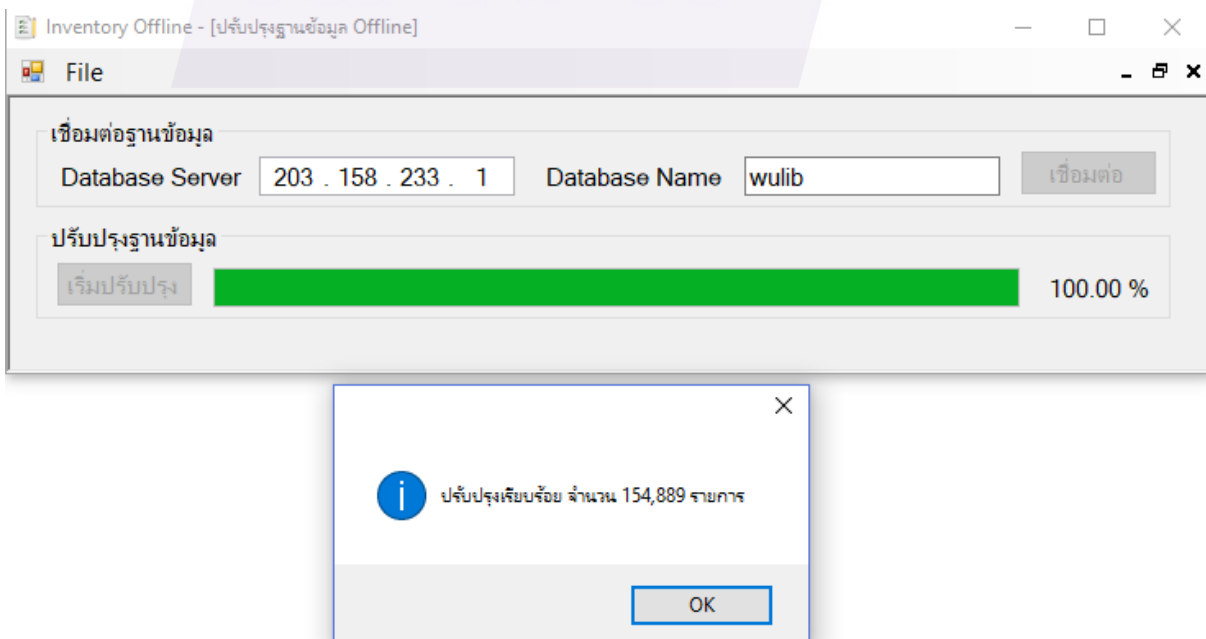 Inventory Offline - [ปรับปรุงฐานข้อมูล Offline]
File
เชื่อมต่อฐานข้อมูล
Database Server 203 . 158 . 233 . 1 Database Name wulib เชื่อมต่อ
ปรับปรุงฐานข้อมูล
เริ่มปรับปรุง 100.00 %
ปรับปรุงเรียบร้อย จำนวน 154,889 รายการ
OK